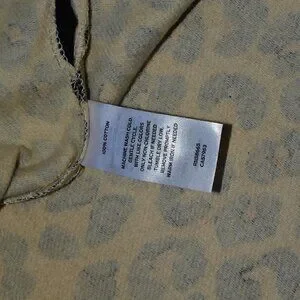 100% COTTON
MACHINE WASH COLD,
GENTLE CYCLE,
WITH LIKE COLORS
ONLY NON-CHLORINE
BLEACH IF NEEDED
TUMBLE DRY LOW,
REMOVE PROMPTLY
WARM IRON IF NEEDED